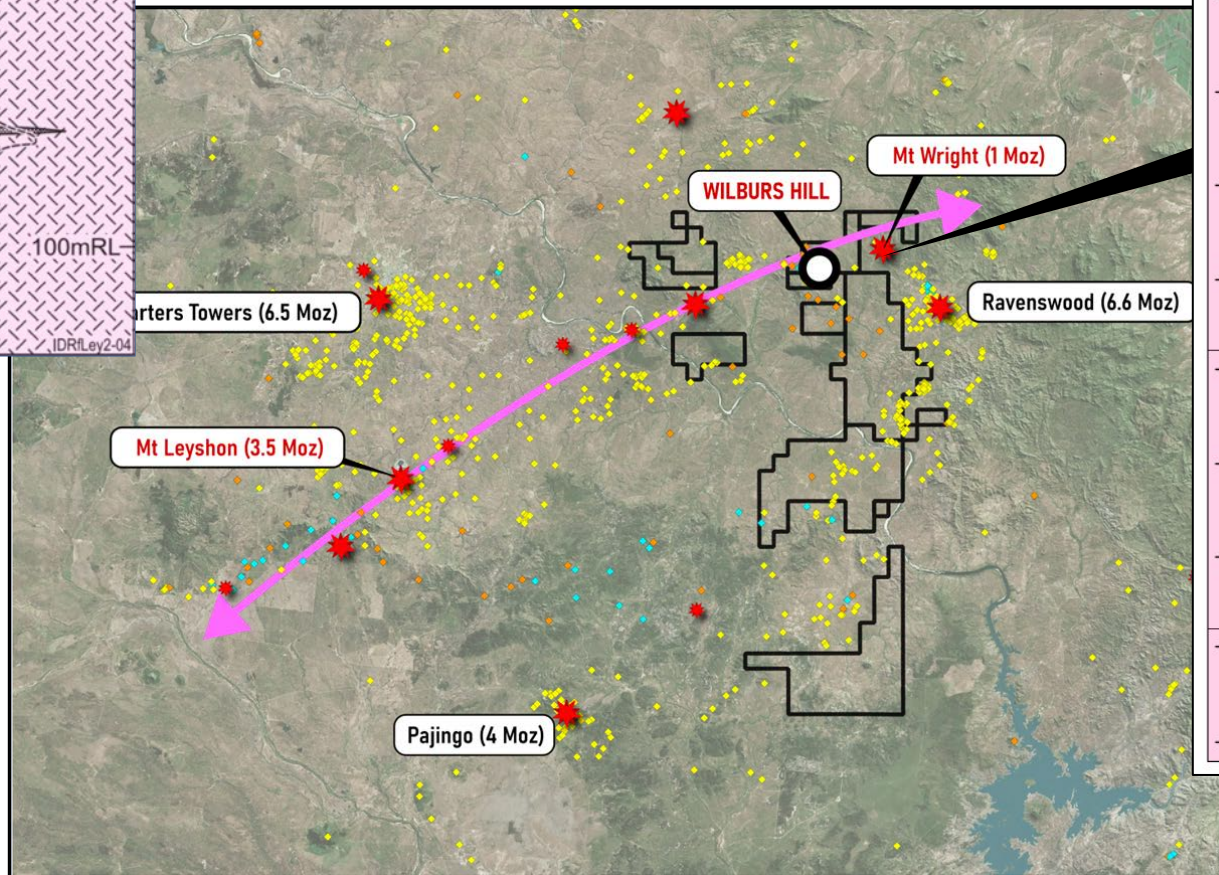 100mRL
IDRfLey2-04
Mt Wright (1 Moz)
WILBURS HILL
arters Towers (6.5 Moz)
Ravenswood (6.6 Moz)
Mt Leyshon (3.5 Moz)
Pajingo (4 Moz)